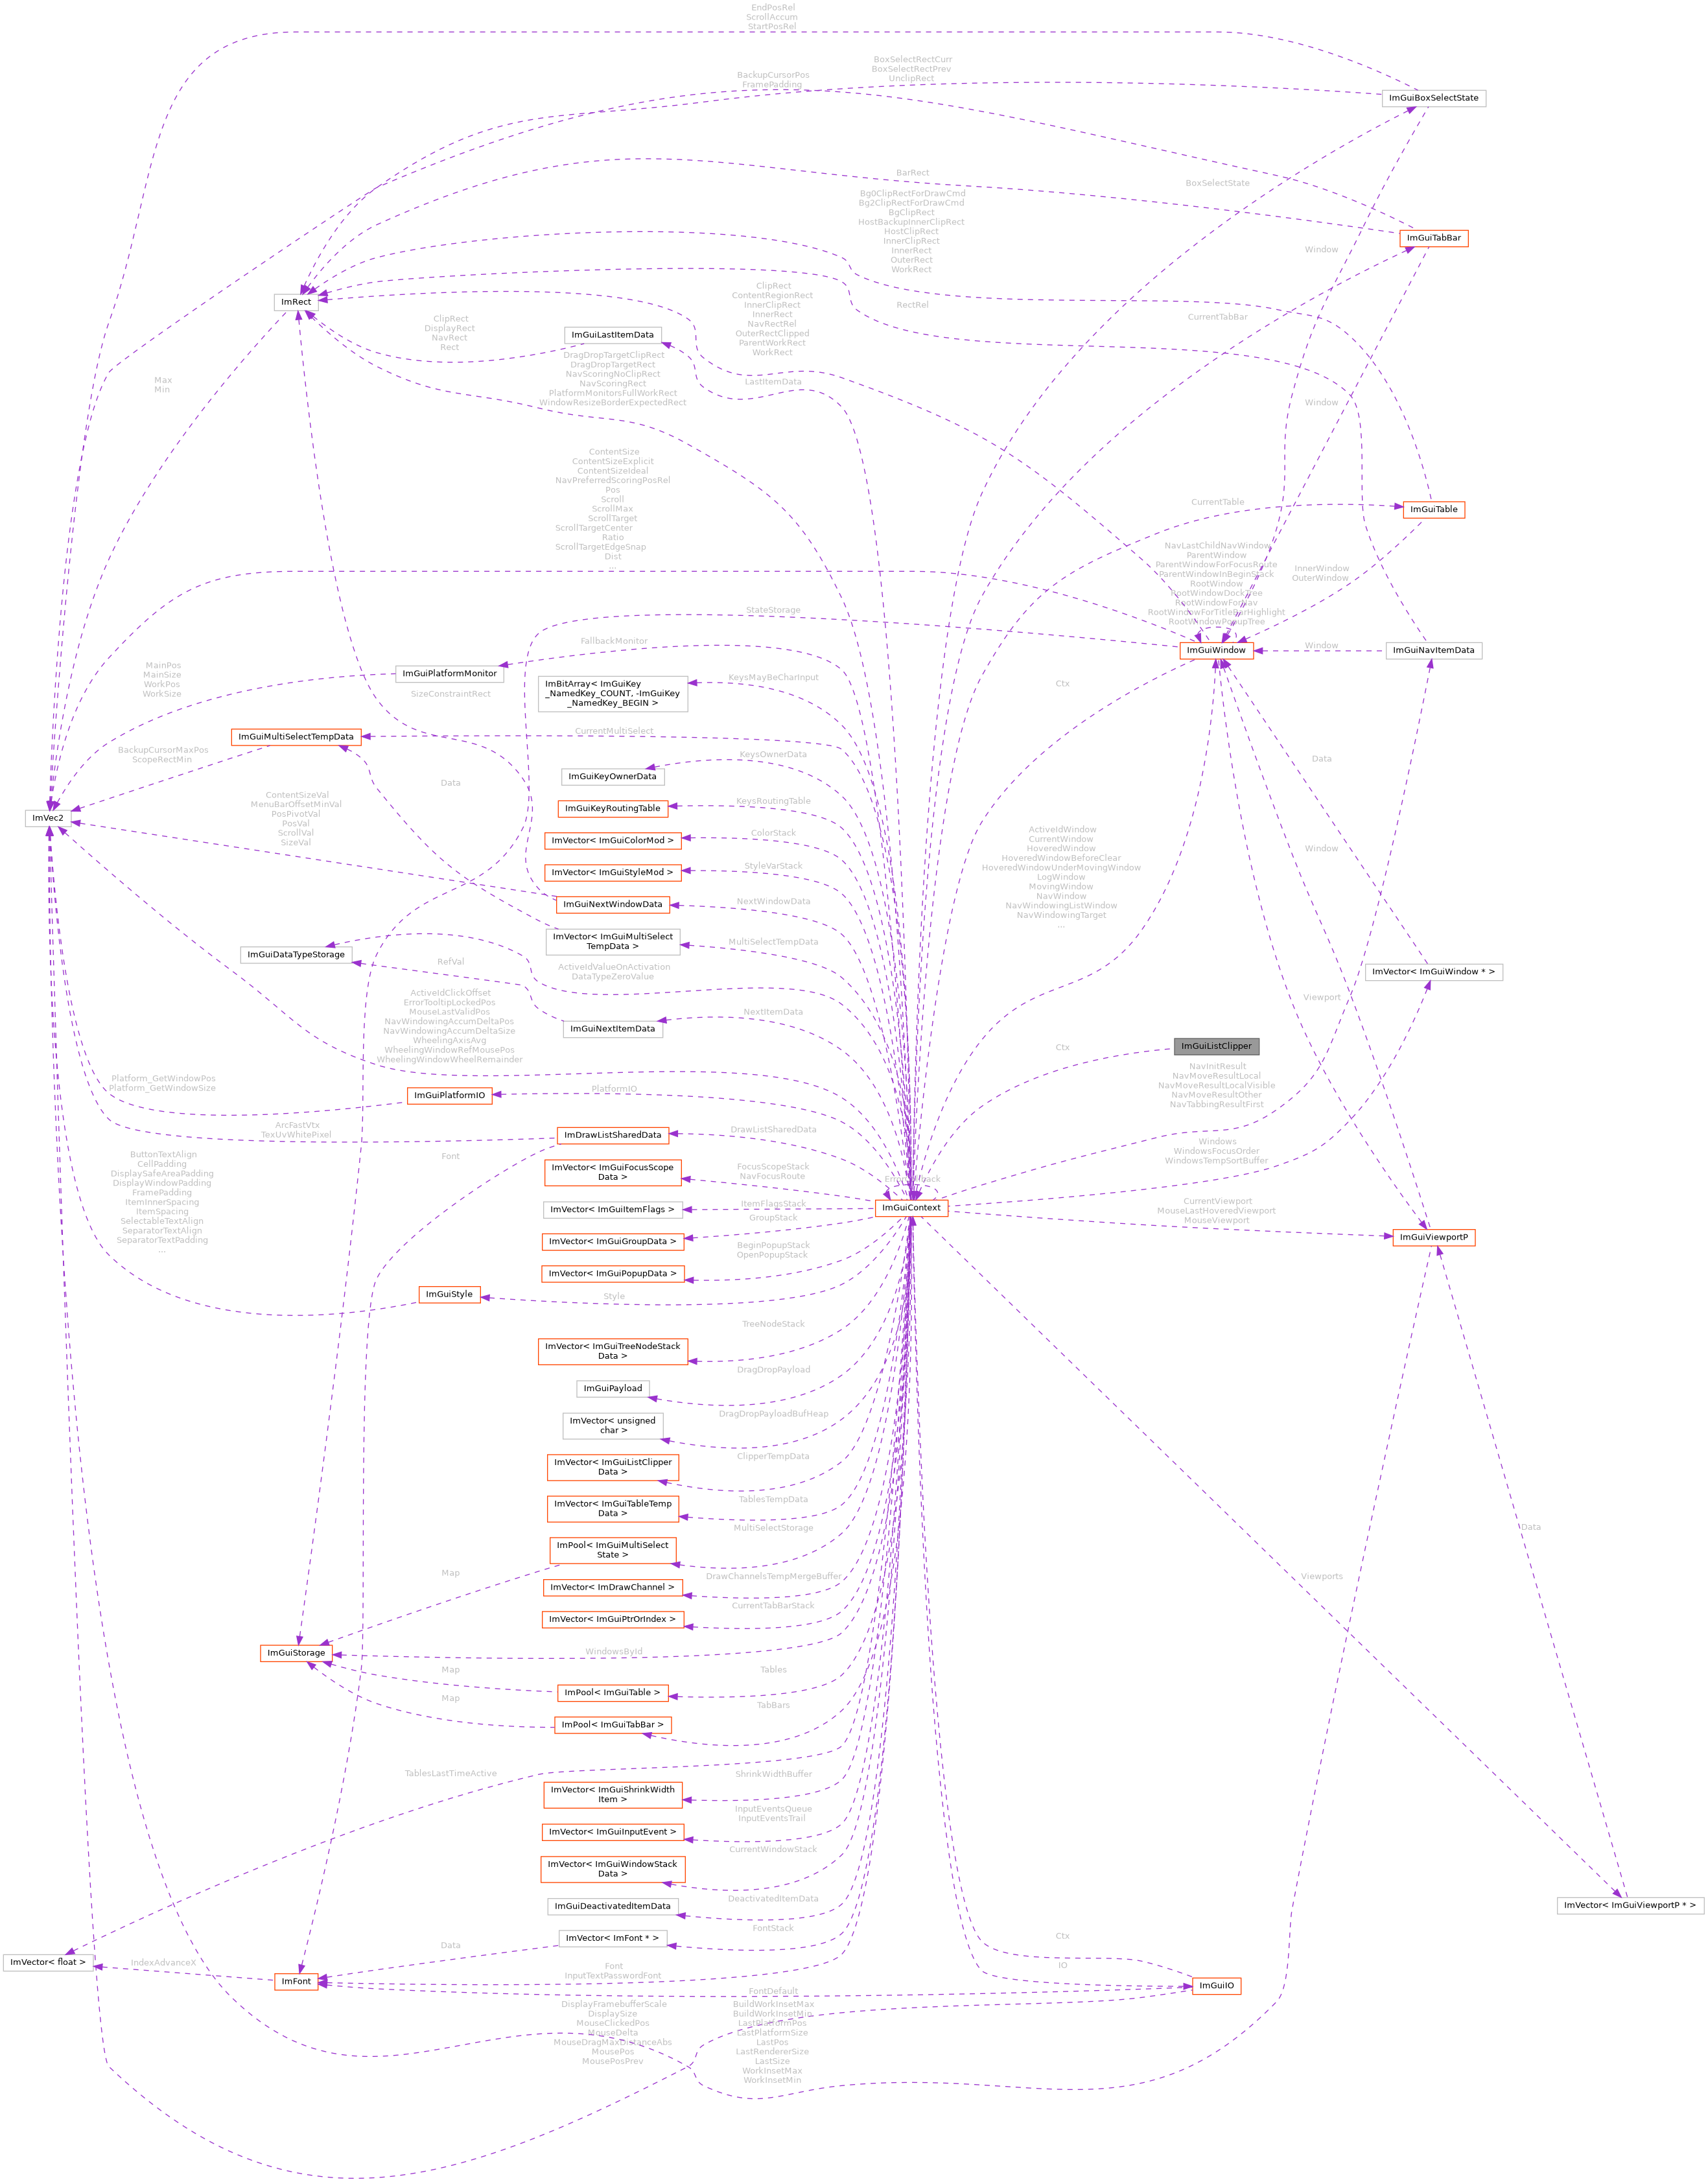 EndPosRel
ScrollAccum
StartPosRel
BoxSelectRectCurr
BoxSelectRectPrev
UnclipRect
BackupCursorPos
FramePadding
ImGuiBoxSelectState
BarRect
BoxSelectState
Bg0ClipRectForDrawCmd
Bg2ClipRectForDrawCmd
BgClipRect
HostBackupInnerClipRect
HostClipRect
InnerClipRect
InnerRect
OuterRect
WorkRect
ImGuiTabBar
Window
ImRect
ClipRect
ContentRegionRect
InnerClipRect
InnerRect
NavRectRel
OuterRectClipped
ParentWorkRect
WorkRect
RectRel
CurrentTabBar
ClipRect
DisplayRect
NavRect
Rect
ImGuiLastItemData
DragDropTargetClipRect
DragDropTargetRect
NavScoringNoClipRect
NavScoringRect
PlatformMonitorsFullWorkRect
WindowResizeBorderExpectedRect
LastItemData
Max
Min
Window
ContentSize
ContentSizeExplicit
ContentSizeIdeal
NavPreferredScoringPosRel
Pos
Scroll
ScrollMax
ScrollTarget
ScrollTargetCenter
Ratio
ScrollTargetEdgeSnap
Dist
...
CurrentTable
ImGuiTable
NavLastChildNavWindow
ParentWindow
ParentWindowForFocusRoute
ParentWindowInBeginStack
RootWindow
RootWindowDockTree
RootWindowForNav
RootWindowForTitleBarHighlight
RootWindowPopupTree
InnerWindow
OuterWindow
StateStorage
FallbackMonitor
ImGuiWindow
Window
ImGuiNavItemData
MainPos
MainSize
WorkPos
WorkSize
ImGuiPlatformMonitor
SizeConstraintRect
ImBitArray< ImGuiKey
_NamedKey_COUNT, -ImGuiKey
_NamedKey_BEGIN >
KeysMayBeCharInput
Ctx
ImGuiMultiSelectTempData
CurrentMultiSelect
BackupCursorMaxPos
ScopeRectMin
KeysOwnerData
Data
ImGuiKeyOwnerData
Data
ContentSizeVal
MenuBarOffsetMinVal
PosPivotVal
PosVal
ScrollVal
SizeVal
ImGuiKeyRoutingTable
KeysRoutingTable
ImVec2
ImVector< ImGuiColorMod >
ColorStack
ActiveIdWindow
CurrentWindow
HoveredWindow
HoveredWindowBeforeClear
HoveredWindowUnderMovingWindow
LogWindow
MovingWindow
NavWindow
NavWindowingListWindow
NavWindowingTarget
...
Window
ImVector< ImGuiStyleMod >
StyleVarStack
ImGuiNextWindowData
NextWindowData
ImVector< ImGuiMultiSelect
TempData >
MultiSelectTempData
ImGuiDataTypeStorage
RefVal
ActiveIdValueOnActivation
DataTypeZeroValue
ImVector< ImGuiWindow * >
Viewport
ActiveIdClickOffset
ErrorTooltipLockedPos
MouseLastValidPos
NavWindowingAccumDeltaPos
NavWindowingAccumDeltaSize
WheelingAxisAvg
WheelingWindowRefMousePos
WheelingWindowWheelRemainder
ImGuiNextItemData
NextItemData
Ctx
ImGuiListClipper
NavInitResult
NavMoveResultLocal
NavMoveResultLocalVisible
NavMoveResultOther
NavTabbingResultFirst
Platform_GetWindowPos
Platform_GetWindowSize
ImGuiPlatformIO
PlatformIO
ArcFastVtx
TexUvWhitePixel
ImDrawListSharedData
DrawListSharedData
Windows
WindowsFocusOrder
WindowsTempSortBuffer
ButtonTextAlign
CellPadding
DisplaySafeAreaPadding
DisplayWindowPadding
FramePadding
ItemInnerSpacing
ItemSpacing
SelectableTextAlign
SeparatorTextAlign
SeparatorTextPadding
...
Font
ImVector< ImGuiFocusScope
Data >
FocusScopeStack
NavFocusRoute
ImVector< ImGuiItemFlags >
ItemFlagsStack
ImGuiContext
CurrentViewport
MouseLastHoveredViewport
MouseViewport
ImGuiViewportP
ImVector< ImGuiGroupData >
GroupStack
ImVector< ImGuiPopupData >
BeginPopupStack
OpenPopupStack
ImGuiStyle
Style
ImVector< ImGuiTreeNodeStack
Data >
TreeNodeStack
ImGuiPayload
DragDropPayload
ImVector< unsigned
char >
DragDropPayloadBufHeap
ImVector< ImGuiListClipper
Data >
ClipperTempData
ImVector< ImGuiTableTemp
Data >
TablesTempData
Data
ImPool< ImGuiMultiSelect
State >
MultiSelectStorage
Map
ImVector< ImDrawChannel >
DrawChannelsTempMergeBuffer
Viewports
ImVector< ImGuiPtrOrIndex >
CurrentTabBarStack
ImGuiStorage
WindowsById
Map
ImPool< ImGuiTable >
Tables
Map
ImPool< ImGuiTabBar >
TabBars
TablesLastTimeActive
ImVector< ImGuiShrinkWidth
Item >
ShrinkWidthBuffer
ImVector< ImGuiInputEvent >
InputEventsQueue
InputEventsTrail
ImVector< ImGuiWindowStack
Data >
CurrentWindowStack
ImGuiDeactivatedItemData
DeactivatedItemData
ImVector< ImGuiViewportP * >
ImVector< ImFont * >
FontStack
Data
Ctx
IO
ImVector< float >
IndexAdvanceX
ImFont
Font
InputTextPasswordFont
FontDefault
ImGuiIO
DisplayFramebufferScale
DisplaySize
MouseClickedPos
MouseDelta
MouseDragMaxDistanceAbs
MousePos
MousePosPrev
BuildWorkInsetMax
BuildWorkInsetMin
LastPlatformPos
LastPlatformSize
LastPos
LastRendererSize
LastSize
WorkInsetMax
WorkInsetMin